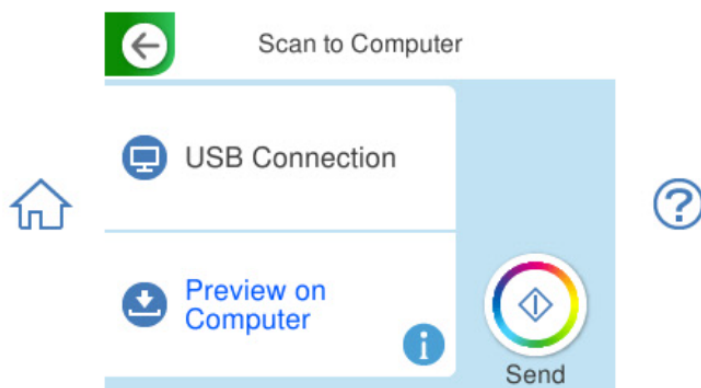 Scan to Computer
USB Connection
Preview on
Computer
Send